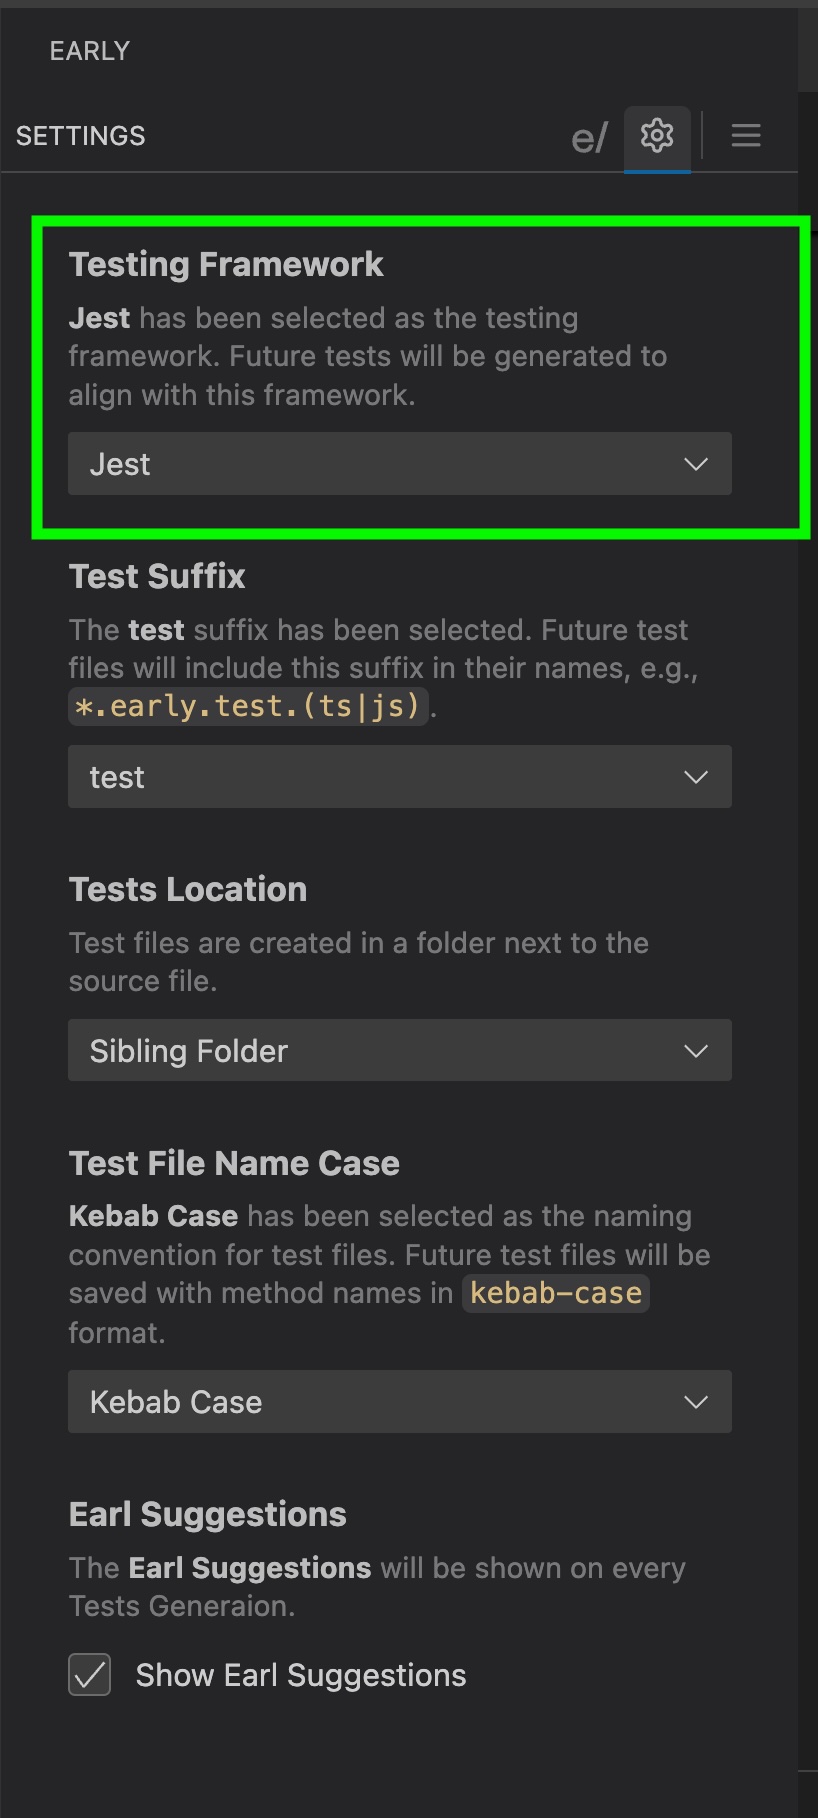 EARLY
SETTINGS
e/
Testing Framework
Jest has been selected as the testing
framework. Future tests will be generated to
align with this framework.
Jest
Test Suffix
The test suffix has been selected. Future test
files will include this suffix in their names, e.g.,
*.early.test.(ts|js).
test
Tests Location
Test files are created in a folder next to the
source file.
Sibling Folder
Test File Name Case
Kebab Case has been selected as the naming
convention for test files. Future test files will be
saved with method names in kebab-case
format.
Kebab Case
Earl Suggestions
The Earl Suggestions will be shown on every
Tests Generaion.
Show Earl Suggestions